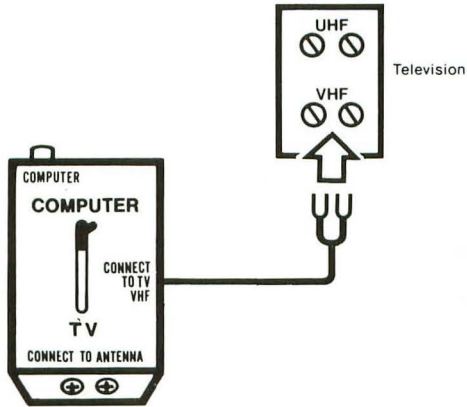 UHF
VHF
Television
COMPUTER
COMPUTER
CONNECT
TO TV
VHF
TV
CONNECT TO ANTENNA